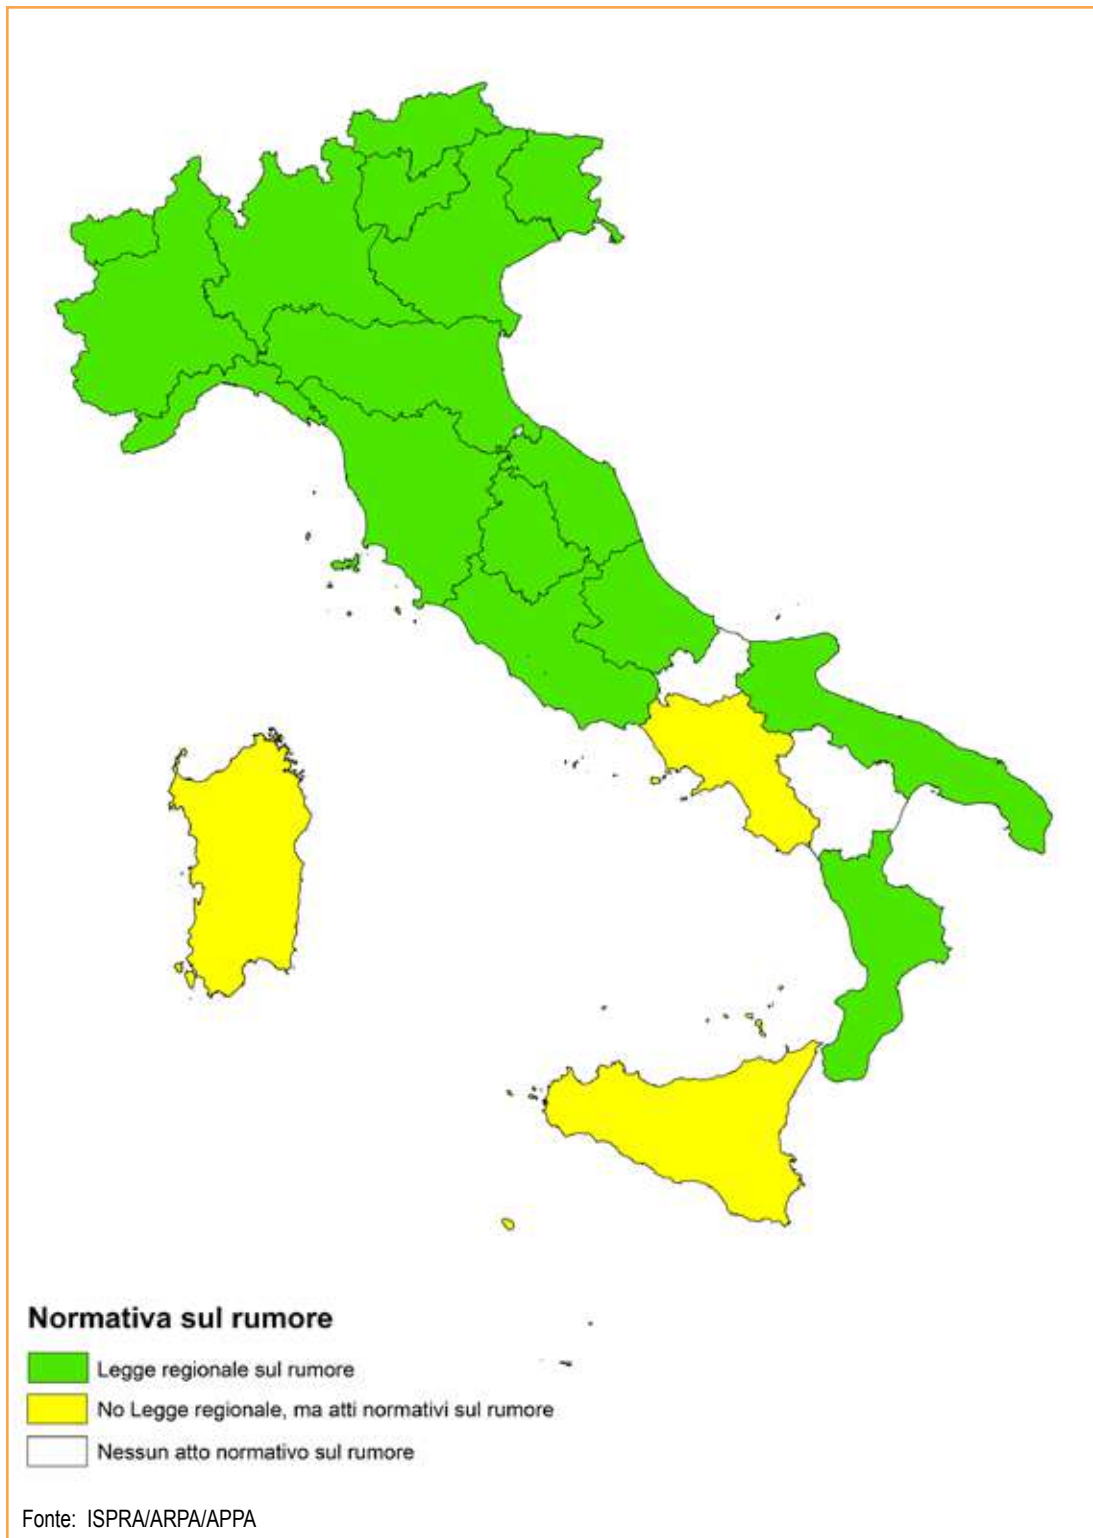 Normativa sul rumore
Legge regionale sul rumore
No Legge regionale, ma atti normativi sul rumore
Nessun atto normativo sul rumore
Fonte: ISPRA/ARPA/APPA